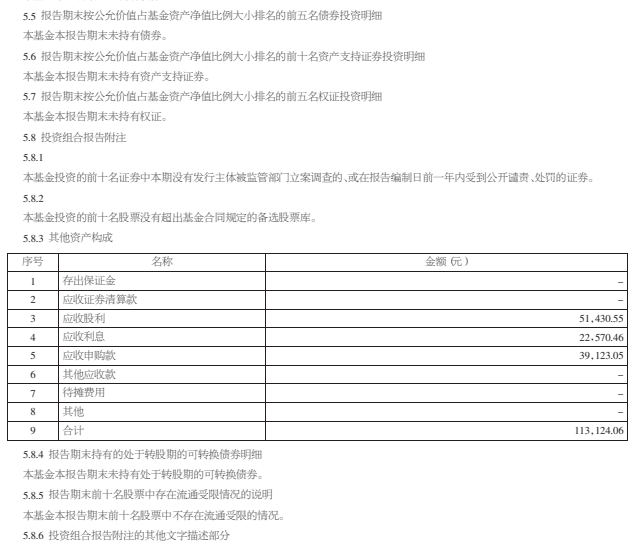 5.5 报告期末按公允价值占基金资产净值比例大小排名的前五名债券投资明细
本基金本报告期末未持有债券。
5.6 报告期末按公允价值占基金资产净值比例大小排名的前十名资产支持证券投资明细
本基金本报告期末未持有资产支持证券。
5.7 报告期末按公允价值占基金资产净值比例大小排名的前五名权证投资明细
本基金本报告期末未持有权证。
5.8 投资组合报告附注
5.8.1
本基金投资的前十名证券中本期没有发行主体被监管部门立案调查的、或在报告编制日前一年内受到公开谴责、处罚的证券。
5.8.2
本基金投资的前十名股票没有超出基金合同规定的备选股票库。
5.8.3 其他资产构成
序号 名称 金额（元）
1 存出保证金 –
2 应收证券清算款 –
3 应收股利 51,430.55
4 应收利息 22,570.46
5 应收申购款 39,123.05
6 其他应收款 –
7 待摊费用 –
8 其他 –
9 合计 113,124.06
5.8.4 报告期末持有的处于转股期的可转换债券明细
本基金本报告期末未持有处于转股期的可转换债券。
5.8.5 报告期末前十名股票中存在流通受限情况的说明
本基金本报告期末前十名股票中不存在流通受限的情况。
5.8.6 投资组合报告附注的其他文字描述部分